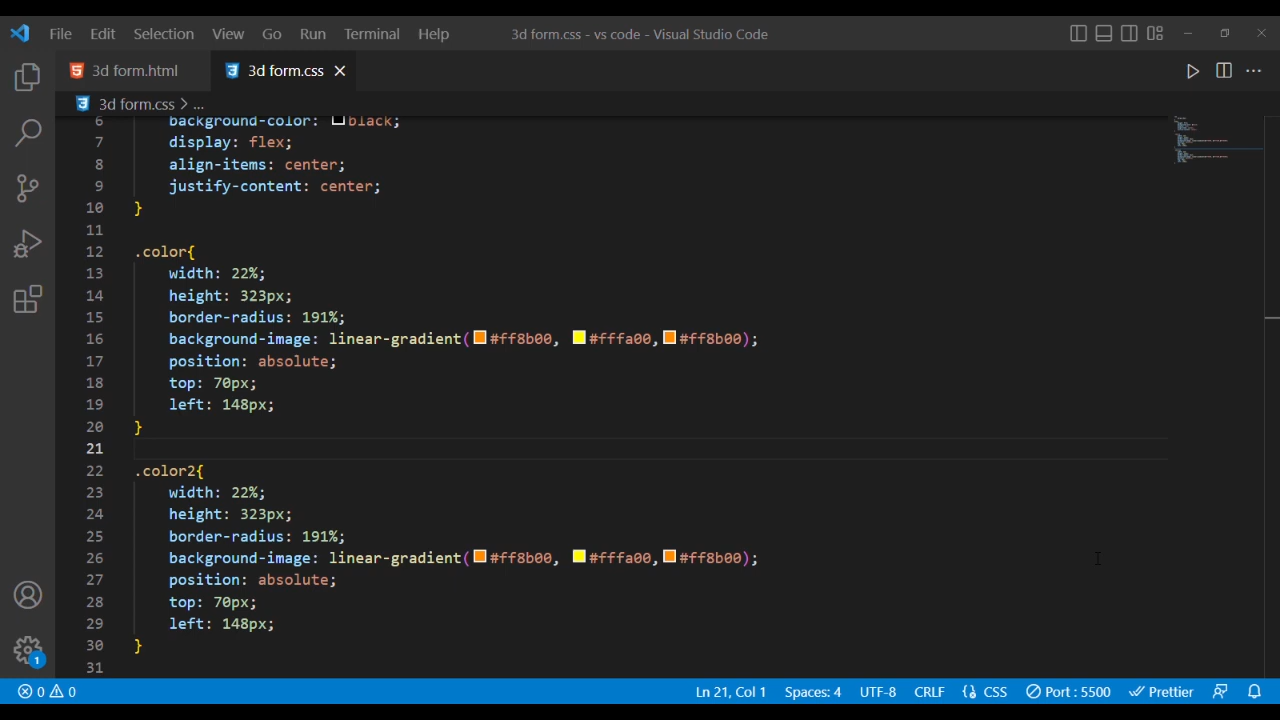 File Edit Selection View Go Run Terminal Help 3d form.css - vs code - Visual Studio Code
3d form.html 3d form.css
3d form.css > ...
6 background-color: black;
7 display: flex;
8 align-items: center;
9 justify-content: center;
10 }
11
12 .color{
13 width: 22%;
14 height: 323px;
15 border-radius: 191%;
16 background-image: linear-gradient(#ff8b00, #fffa00,#ff8b00);
17 position: absolute;
18 top: 70px;
19 left: 148px;
20 }
21
22 .color2{
23 width: 22%;
24 height: 323px;
25 border-radius: 191%;
26 background-image: linear-gradient(#ff8b00, #fffa00,#ff8b00);
27 position: absolute;
28 top: 70px;
29 left: 148px;
30 }
31
1
0 0 Ln 21, Col 1 Spaces: 4 UTF-8 CRLF {} CSS Port : 5500 Prettier